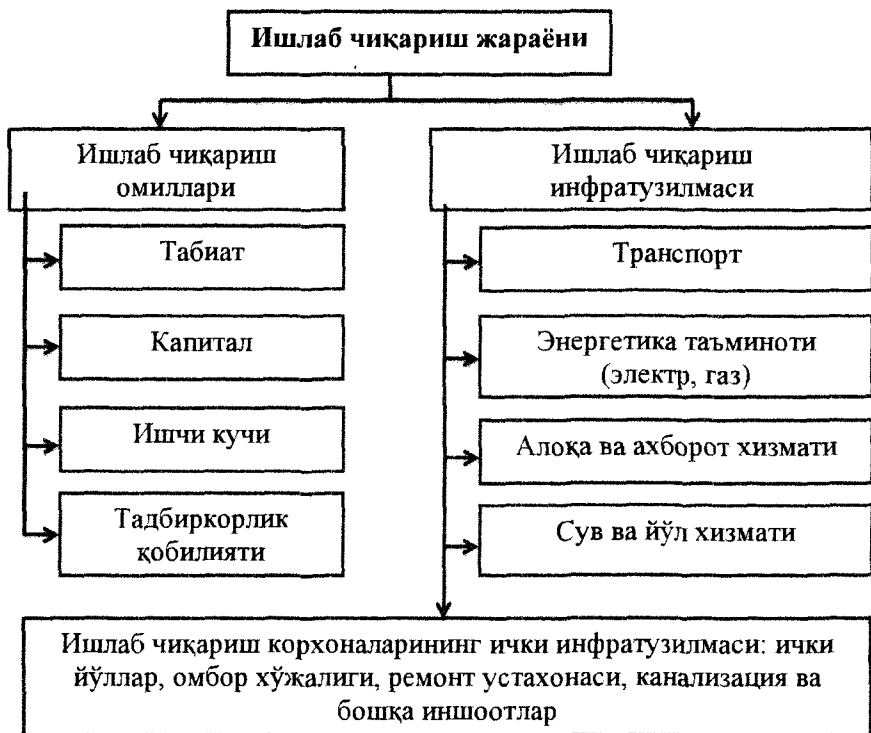 Ишлаб чиқариш жараёни
Ишлаб чиқариш
омиллари
Табиат
Капитал
Ишчи кучи
Тадбиркорлик
қобилияти
Ишлаб чиқариш
инфратузилмаси
Транспорт
Энергетика таъминоти
(электр, газ)
Алоқа ва ахборот хизмати
Сув ва йўл хизмати
Ишлаб чиқариш корхоналарининг ички инфратузилмаси: ички
йўллар, омбор хўжалиги, ремонт устахонаси, канализация ва
бошқа иншоотлар